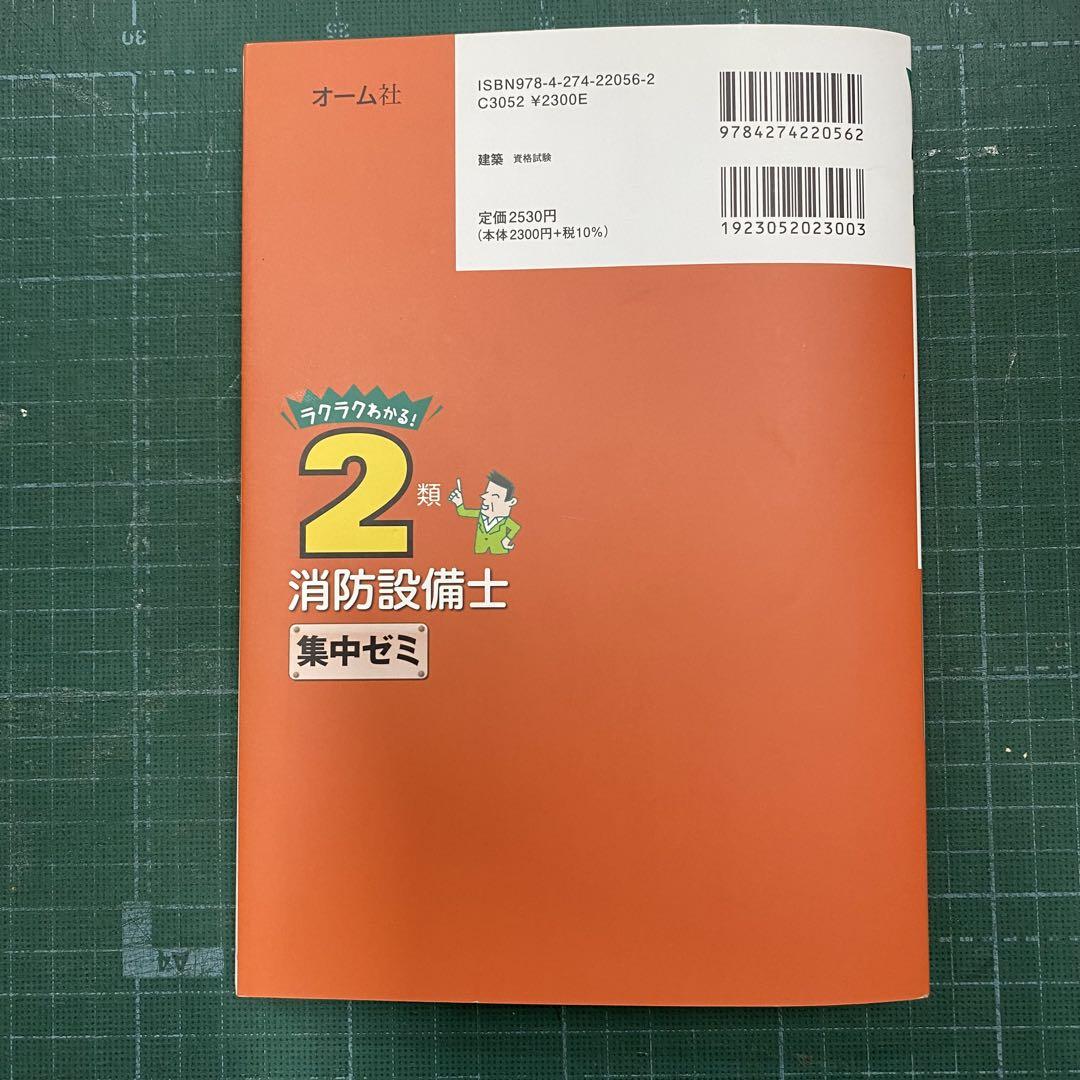 オーム社
ISBN978-4-274-22056-2
C3052 ¥2300E
9784274220562
建築 資格試験
定価2530円
(本体2300円+税10%)
1923052023003
ラクラクわかる!
2類
消防設備士
集中ゼミ
30
A4